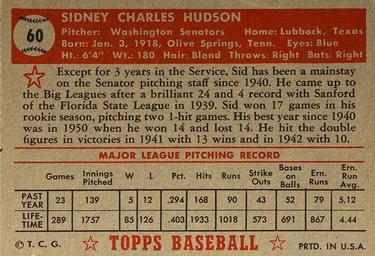 60
SIDNEY CHARLES HUDSON
Pitcher: Washington Senators Home: Lubbock, Texas
Born: Jan. 3, 1918, Olive Springs, Tenn. Eyes: Blue
Ht.: 6'4" Wt.: 180 Hair: Blond Throws: Right Bats: Right
Except for 3 years in the Service, Sid has been a mainstay
on the Senator pitching staff since 1940. He came up to
the Big Leagues after a brilliant 24 and 4 record with Sanford
of the Florida State League in 1939. Sid won 17 games in his
rookie season, pitching two 1-hit games. His best year since 1940
was in 1950 when he won 14 and lost 14. He hit the double
figures in victories in 1941 with 13 wins and in 1942 with 10.
MAJOR LEAGUE PITCHING RECORD
Games Innings Pitched W L Pct. Hits Runs Strike Outs Bases on Balls Ern. Runs Ern. Run Avg.
PAST YEAR 23 139 5 12 .294 168 90 43 52 79 5.12
LIFE-TIME 289 1757 85 126 .403 1933 1018 573 691 867 4.44
© T. C. G. TOPPS BASEBALL PRTD. IN U.S.A.